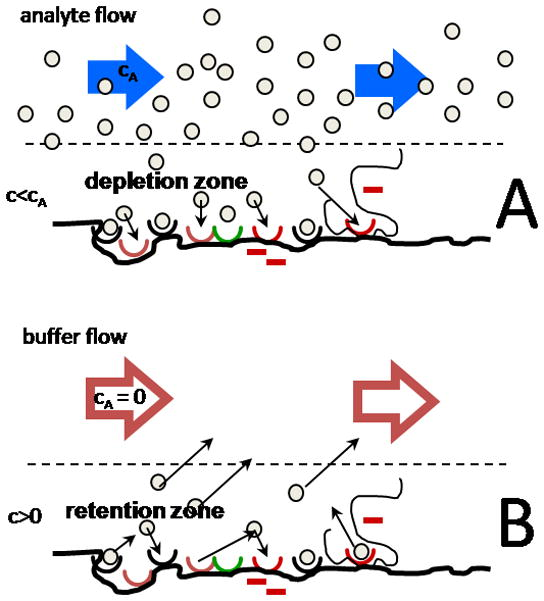 analyte flow
cA
depletion zone
c<cA
A
buffer flow
cA = 0
retention zone
c>0
B